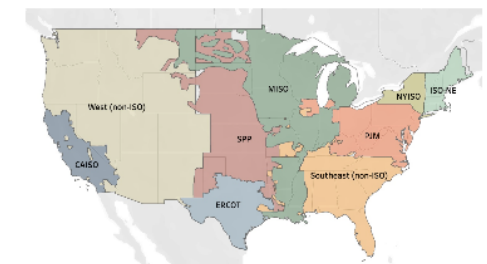 MISO
NYISO
ISO-NE
West (non-ISO)
PJM
SPP
CAISO
Southeast (non-ISO)
ERCOT